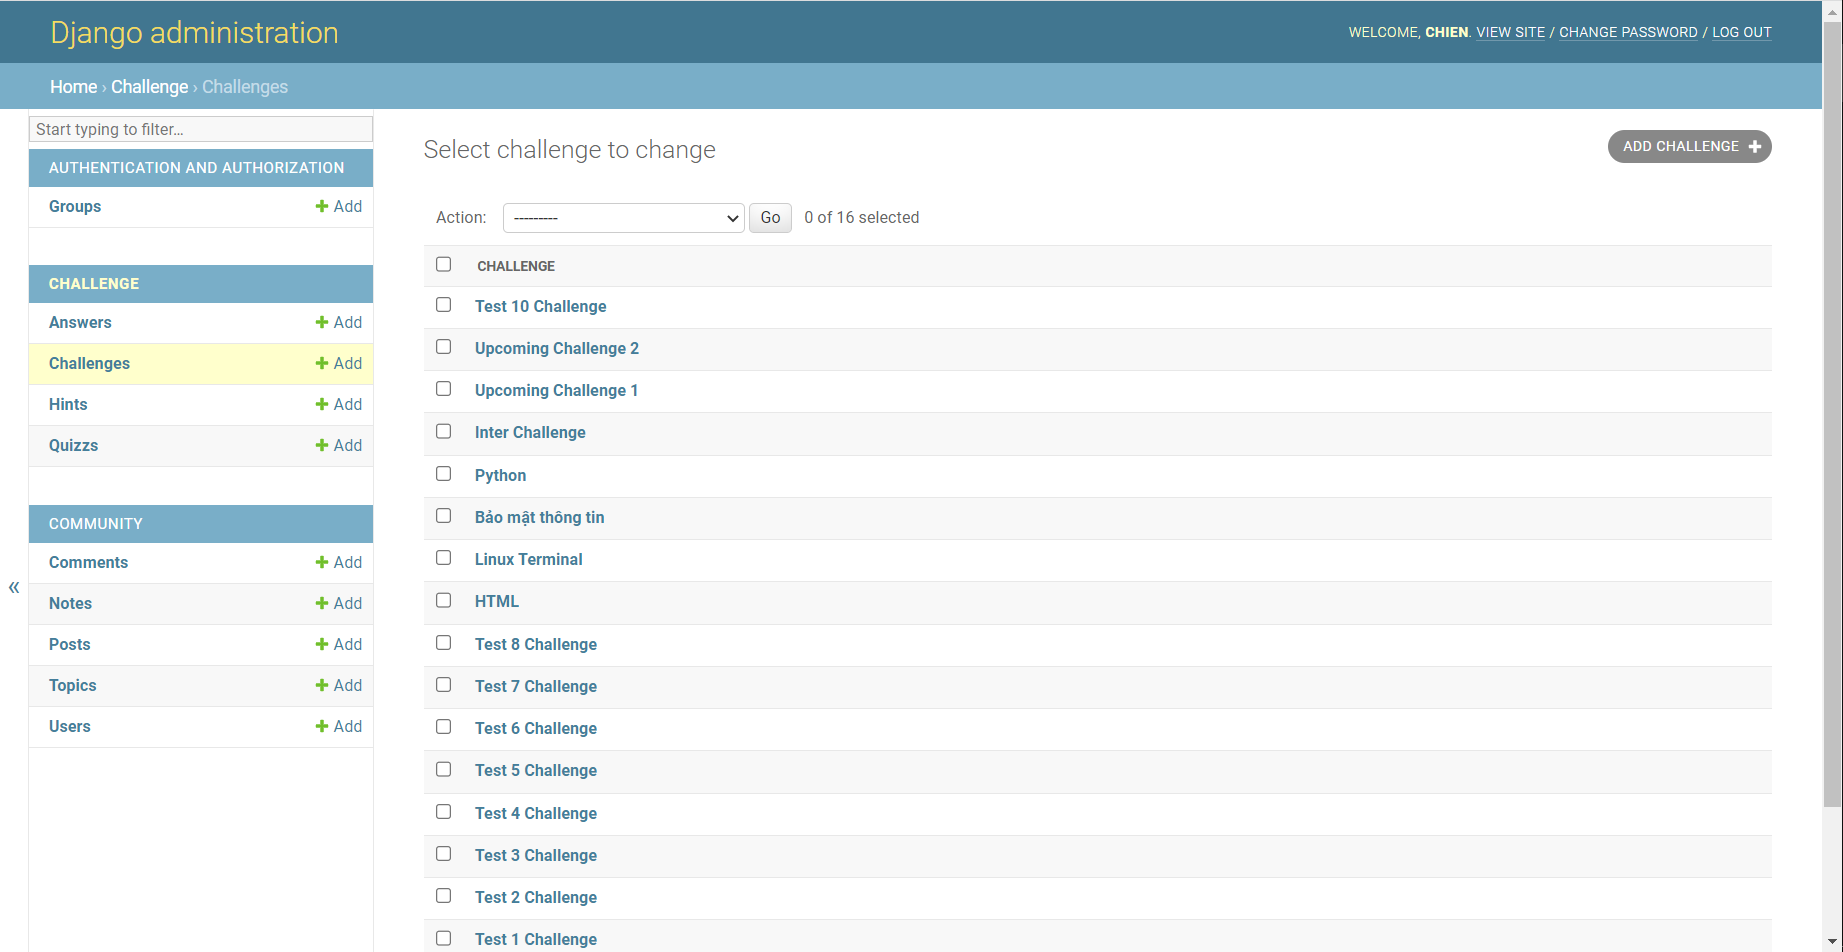 Django administration
WELCOME, CHIEN. VIEW SITE / CHANGE PASSWORD / LOG OUT
Home › Challenge › Challenges
Start typing to filter...
AUTHENTICATION AND AUTHORIZATION
Groups Add
CHALLENGE
Answers Add
Challenges Add
Hints Add
Quizzs Add
COMMUNITY
Comments Add
Notes Add
Posts Add
Topics Add
Users Add
«
Select challenge to change
ADD CHALLENGE +
Action: --------- Go 0 of 16 selected
CHALLENGE
Test 10 Challenge
Upcoming Challenge 2
Upcoming Challenge 1
Inter Challenge
Python
Bảo mật thông tin
Linux Terminal
HTML
Test 8 Challenge
Test 7 Challenge
Test 6 Challenge
Test 5 Challenge
Test 4 Challenge
Test 3 Challenge
Test 2 Challenge
Test 1 Challenge